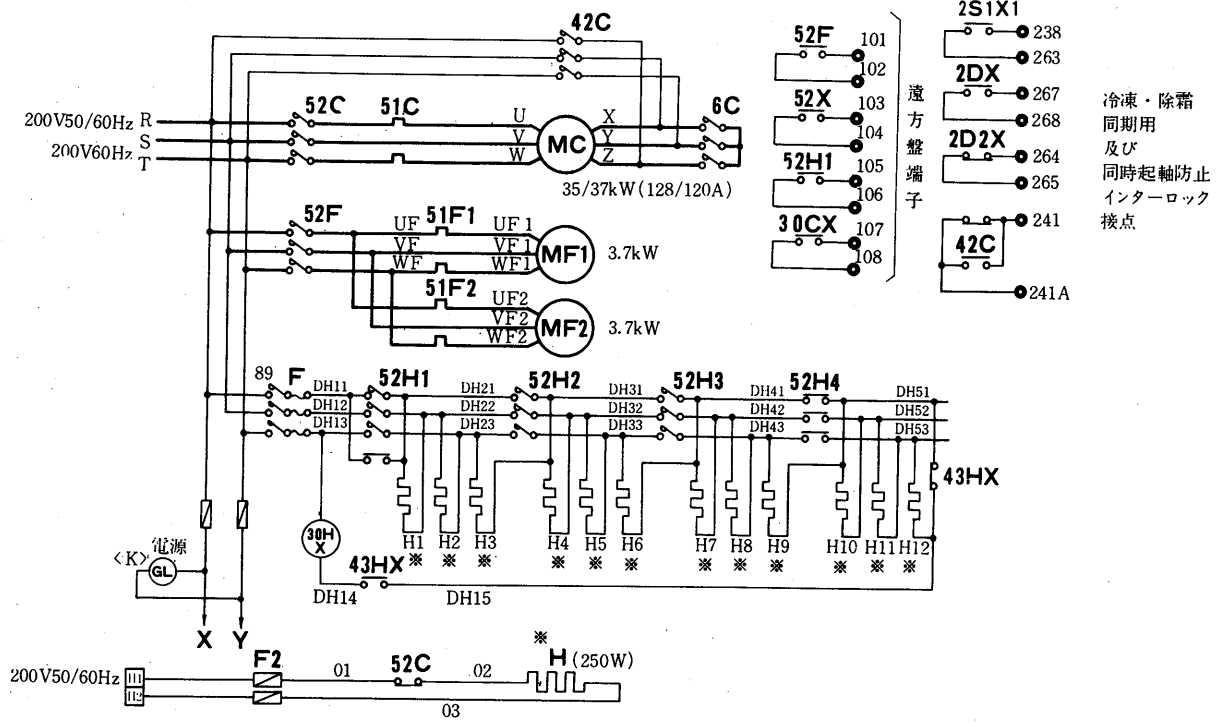 42C
200V50/60Hz R
S
200V60Hz T
52C
51C
U
V
W
MC
X
Y
Z
6C
35/37kW(128/120A)
52F
51F1
UF
VF
WF
UF1
VF1
WF1
MF1
3.7kW
51F2
UF2
VF2
WF2
MF2
3.7kW
52F
101
102
52X
103
104
52H1
105
106
30CX
107
108
遠方盤端子
2S1X1
238
263
2DX
267
268
2D2X
264
265
241
42C
241A
冷凍・除霜
同期用
及び
同時起軸防止
インターロック
接点
89
F
DH11
DH12
DH13
52H1
DH21
DH22
DH23
52H2
DH31
DH32
DH33
52H3
DH41
DH42
DH43
52H4
DH51
DH52
DH53
43HX
30H
X
H1
H2
H3
H4
H5
H6
H7
H8
H9
H10
H11
H12
※ ※ ※ ※ ※ ※ ※ ※ ※ ※ ※ ※
43HX
DH14
DH15
<K>
電源
GL
X
Y
200V50/60Hz
H1
H2
F2
01
52C
02
※
H (250W)
03